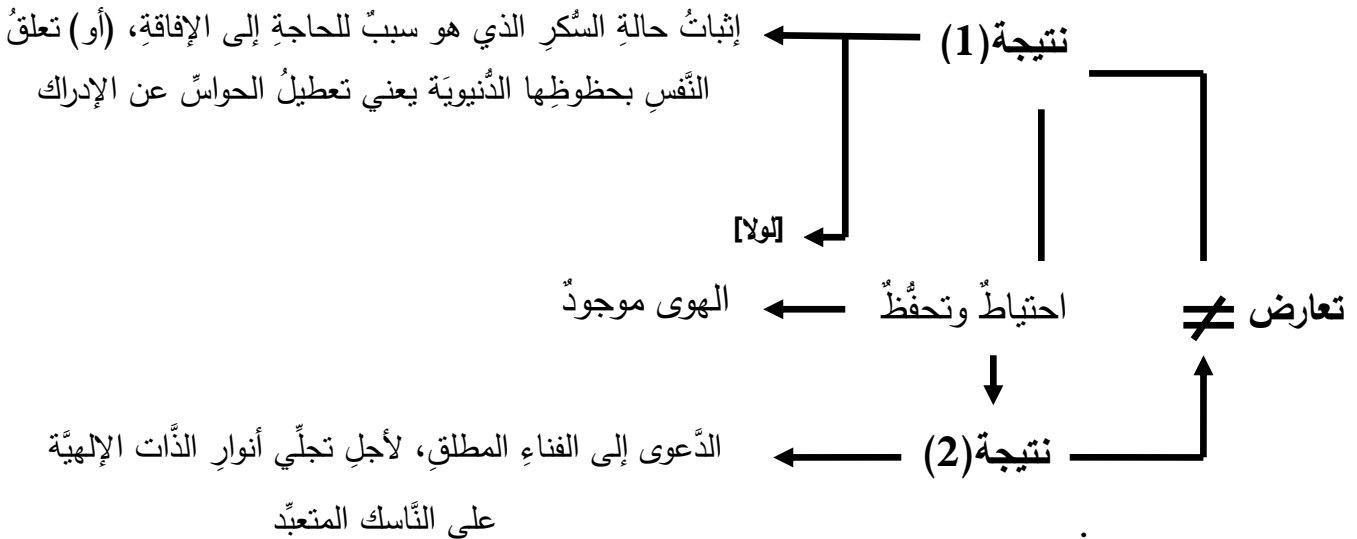 نتيجة(1) إثباتُ حالةِ السُّكرِ الذي هو سببٌ للحاجةِ إلى الإفاقةِ، (أو) تعلقُ
النَّفسِ بحظوظِها الدُّنيويَة يعني تعطيلُ الحواسِّ عن الإدراك
[لولا]
تعارض ≠ احتياطٌ وتحفُّظٌ الهوى موجودٌ
نتيجة(2) الدَّعوى إلى الفناءِ المطلقِ، لأجلِ تجلِّي أنوارِ الذَّات الإلهيَّة
على النَّاسك المتعبِّد .